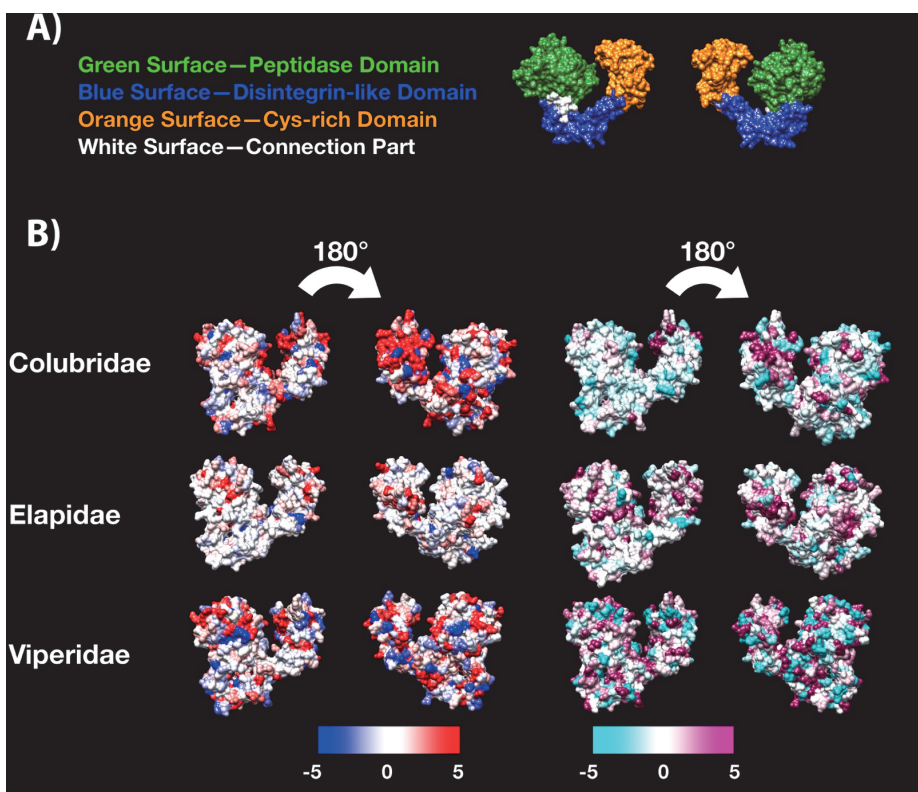 A)
Green Surface—Peptidase Domain
Blue Surface—Disintegrin-like Domain
Orange Surface—Cys-rich Domain
White Surface—Connection Part
B)
180° 180°
Colubridae
Elapidae
Viperidae
-5 0 5 -5 0 5